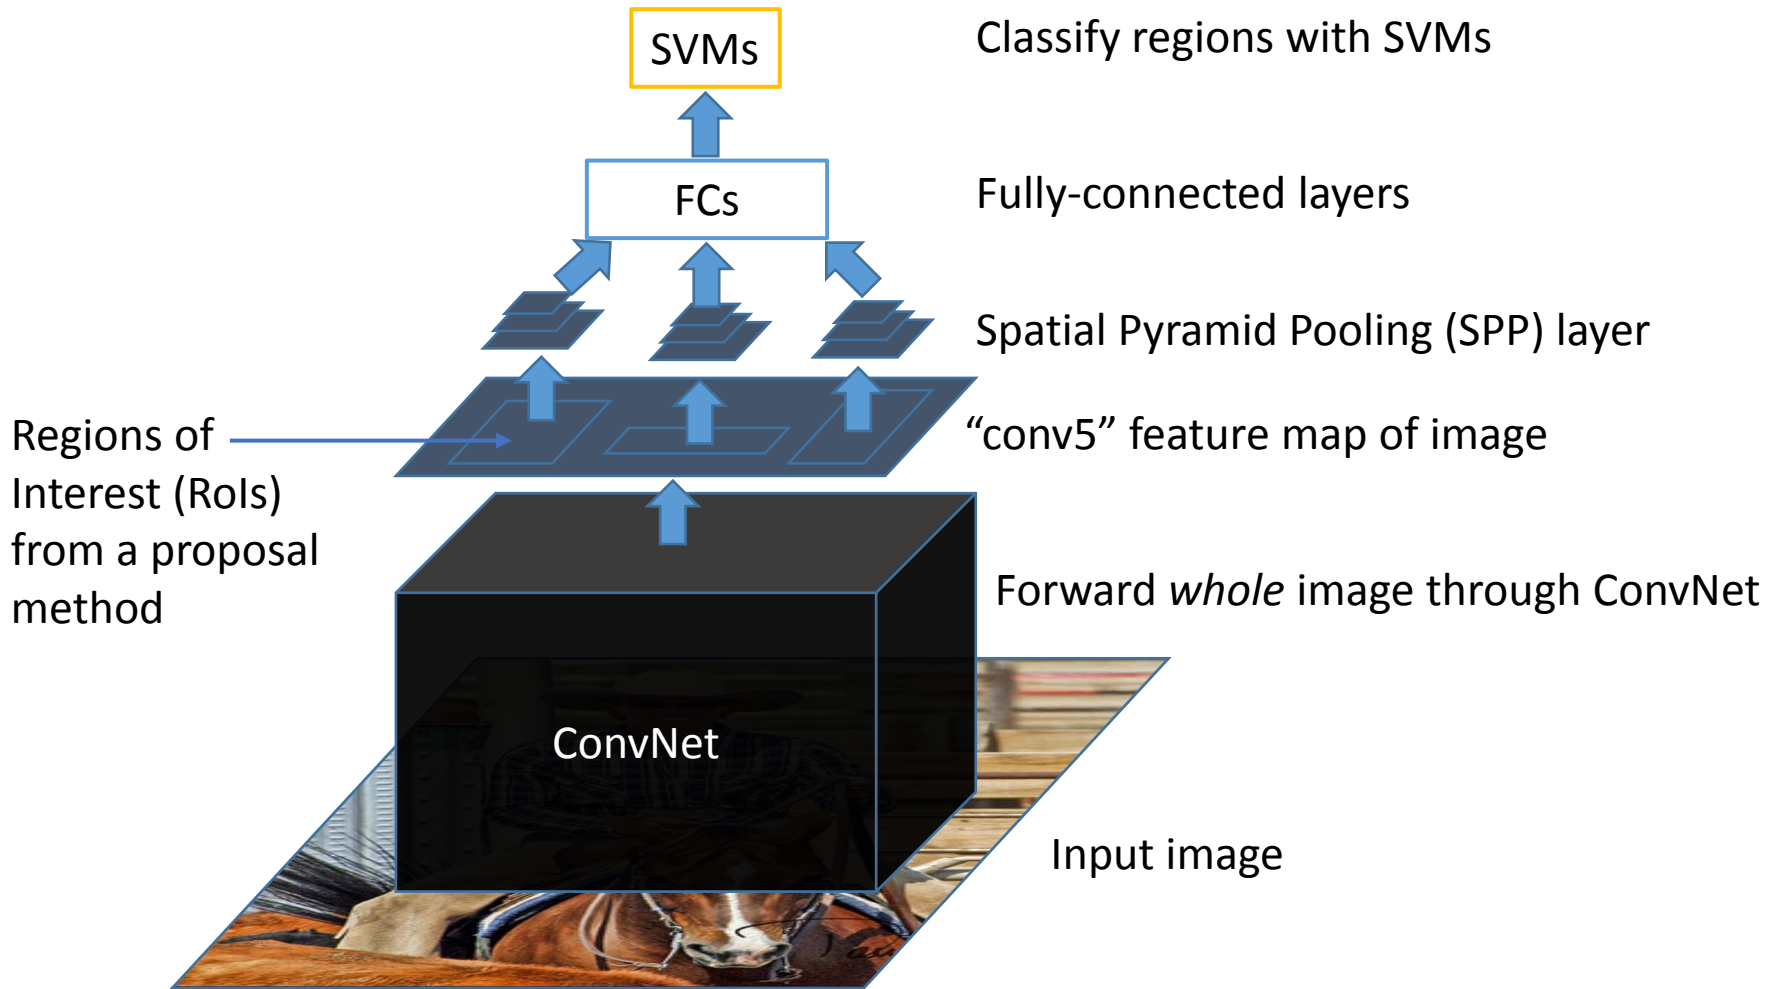 SVMs
Classify regions with SVMs
FCs
Fully-connected layers
Spatial Pyramid Pooling (SPP) layer
“conv5” feature map of image
Regions of
Interest (RoIs)
from a proposal
method
Forward whole image through ConvNet
ConvNet
Input image